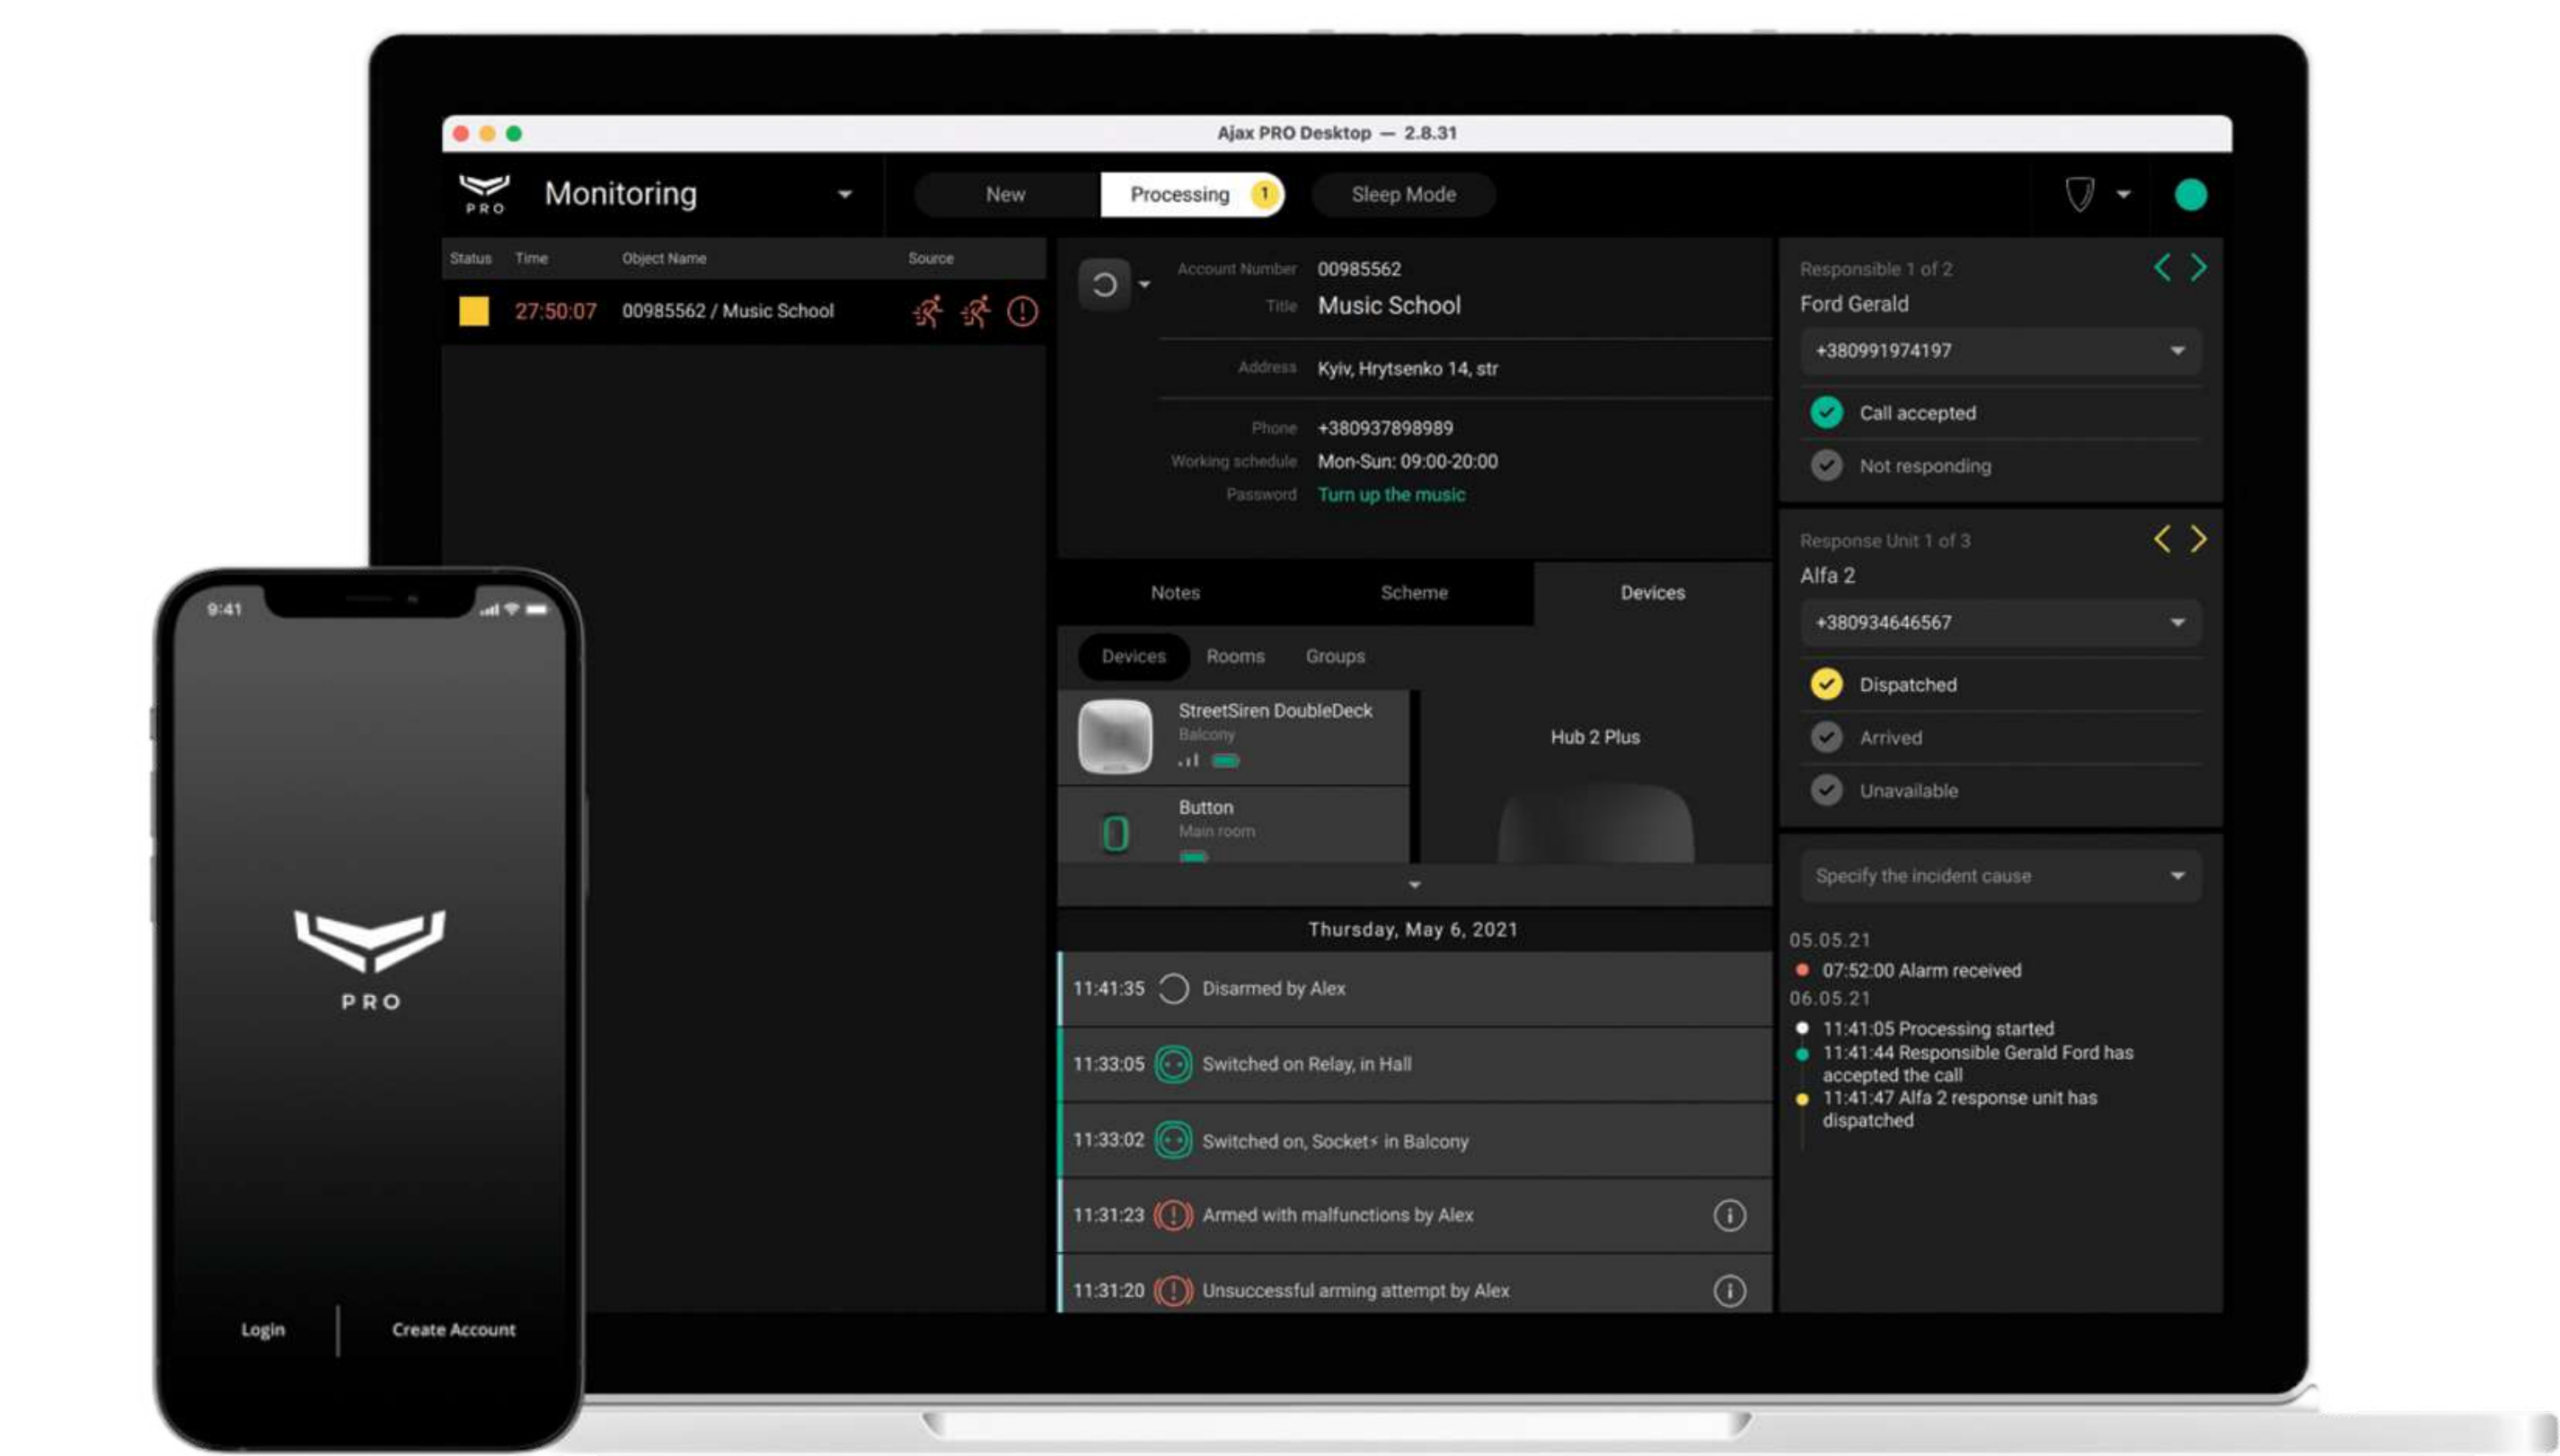 Ajax PRO Desktop — 2.8.31
PRO
Monitoring
New
Processing 1
Sleep Mode
Status Time Object Name Source
27:50:07 00985562 / Music School
Account Number 00985562
Title Music School
Address Kyiv, Hrytsenko 14, str
Phone +380937898989
Working schedule Mon-Sun: 09:00-20:00
Password Turn up the music
Notes Scheme Devices
Devices Rooms Groups
StreetSiren DoubleDeck
Balcony
Button
Main room
Hub 2 Plus
Thursday, May 6, 2021
11:41:35 Disarmed by Alex
11:33:05 Switched on Relay, in Hall
11:33:02 Switched on, Socket⚡ in Balcony
11:31:23 Armed with malfunctions by Alex
11:31:20 Unsuccessful arming attempt by Alex
Responsible 1 of 2
Ford Gerald
+380991974197
Call accepted
Not responding
Response Unit 1 of 3
Alfa 2
+380934646567
Dispatched
Arrived
Unavailable
Specify the incident cause
05.05.21
07:52:00 Alarm received
06.05.21
11:41:05 Processing started
11:41:44 Responsible Gerald Ford has
accepted the call
11:41:47 Alfa 2 response unit has
dispatched
9:41
PRO
Login Create Account